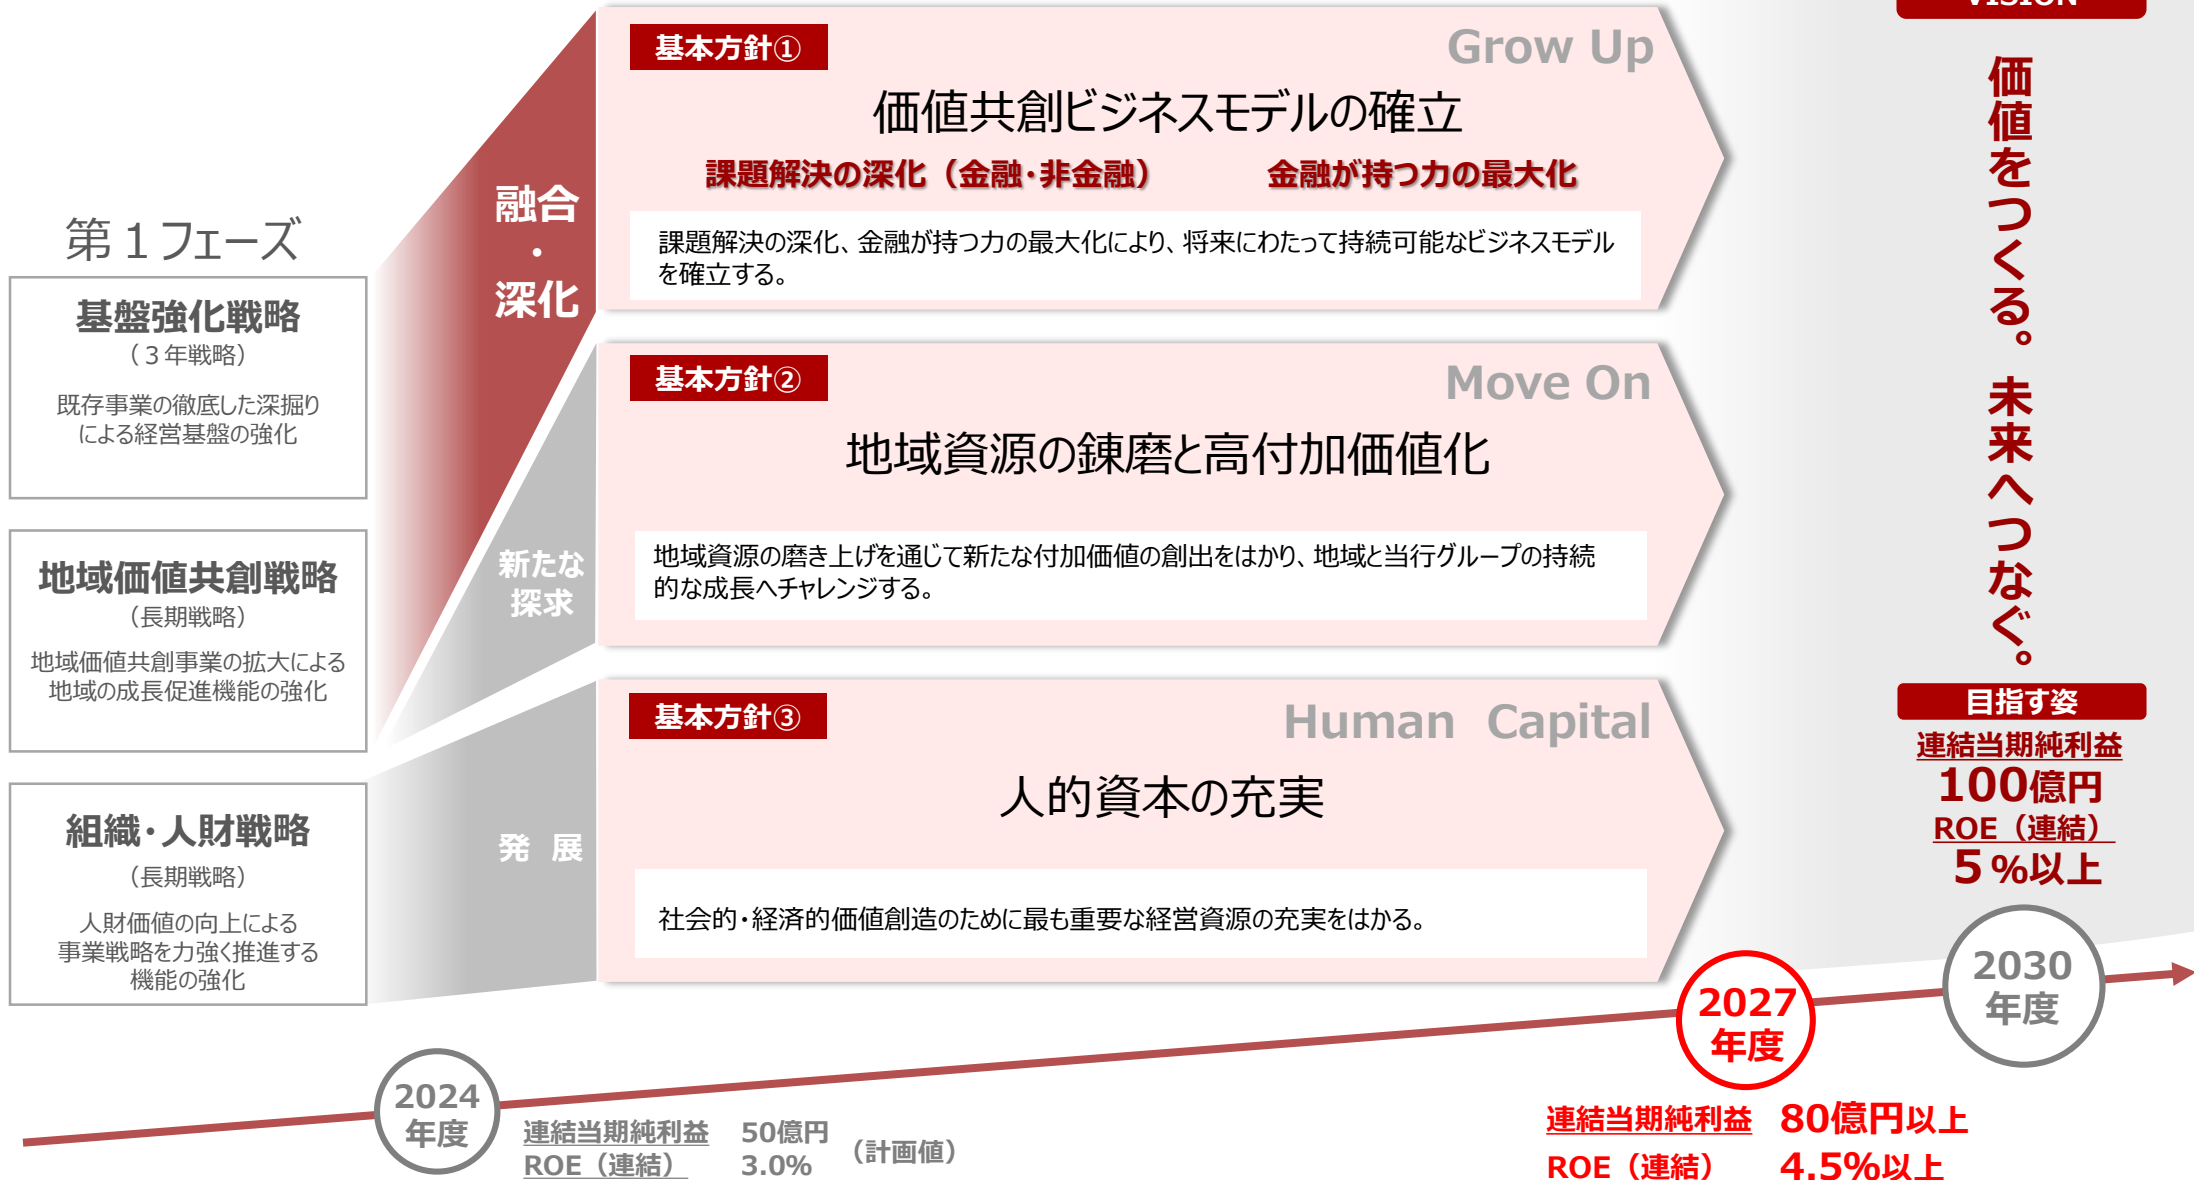 第１フェーズ
基盤強化戦略
（３年戦略）
既存事業の徹底した深掘り
による経営基盤の強化
地域価値共創戦略
（長期戦略）
地域価値共創事業の拡大による
地域の成長促進機能の強化
組織・人財戦略
（長期戦略）
人財価値の向上による
事業戦略を力強く推進する
機能の強化
融合
・
深化
新たな
探求
発 展
基本方針①
Grow Up
価値共創ビジネスモデルの確立
課題解決の深化（金融・非金融）
金融が持つ力の最大化
課題解決の深化、金融が持つ力の最大化により、将来にわたって持続可能なビジネスモデル
を確立する。
基本方針②
Move On
地域資源の錬磨と高付加価値化
地域資源の磨き上げを通じて新たな付加価値の創出をはかり、地域と当行グループの持続
的な成長へチャレンジする。
基本方針③
Human Capital
人的資本の充実
社会的・経済的価値創造のために最も重要な経営資源の充実をはかる。
VISION
価値をつくる。未来へつなぐ。
目指す姿
連結当期純利益
100億円
ROE（連結）
５%以上
2030
年度
2027
年度
連結当期純利益 80億円以上
ROE（連結） 4.5%以上
2024
年度
連結当期純利益 50億円
ROE（連結） 3.0%
（計画値）